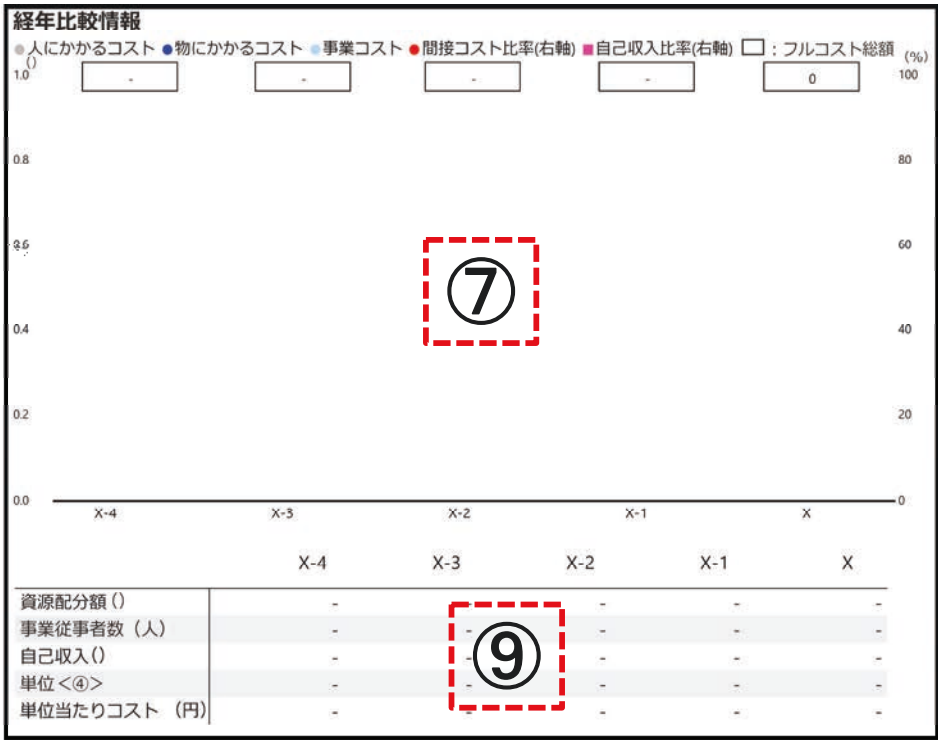 経年比較情報
●人にかかるコスト ●物にかかるコスト ●事業コスト ●間接コスト比率(右軸) ■自己収入比率(右軸) □：フルコスト総額 (%)
()
1.0 - - - - 0 100
0.8 80
0.6 60
⑦
0.4 40
0.2 20
0.0 0
X-4 X-3 X-2 X-1 X
X-4 X-3 X-2 X-1 X
資源配分額 () - - - - -
事業従事者数（人） - - - - -
自己収入() - - - - -
⑨
単位<④> - - - - -
単位当たりコスト （円） - - - - -